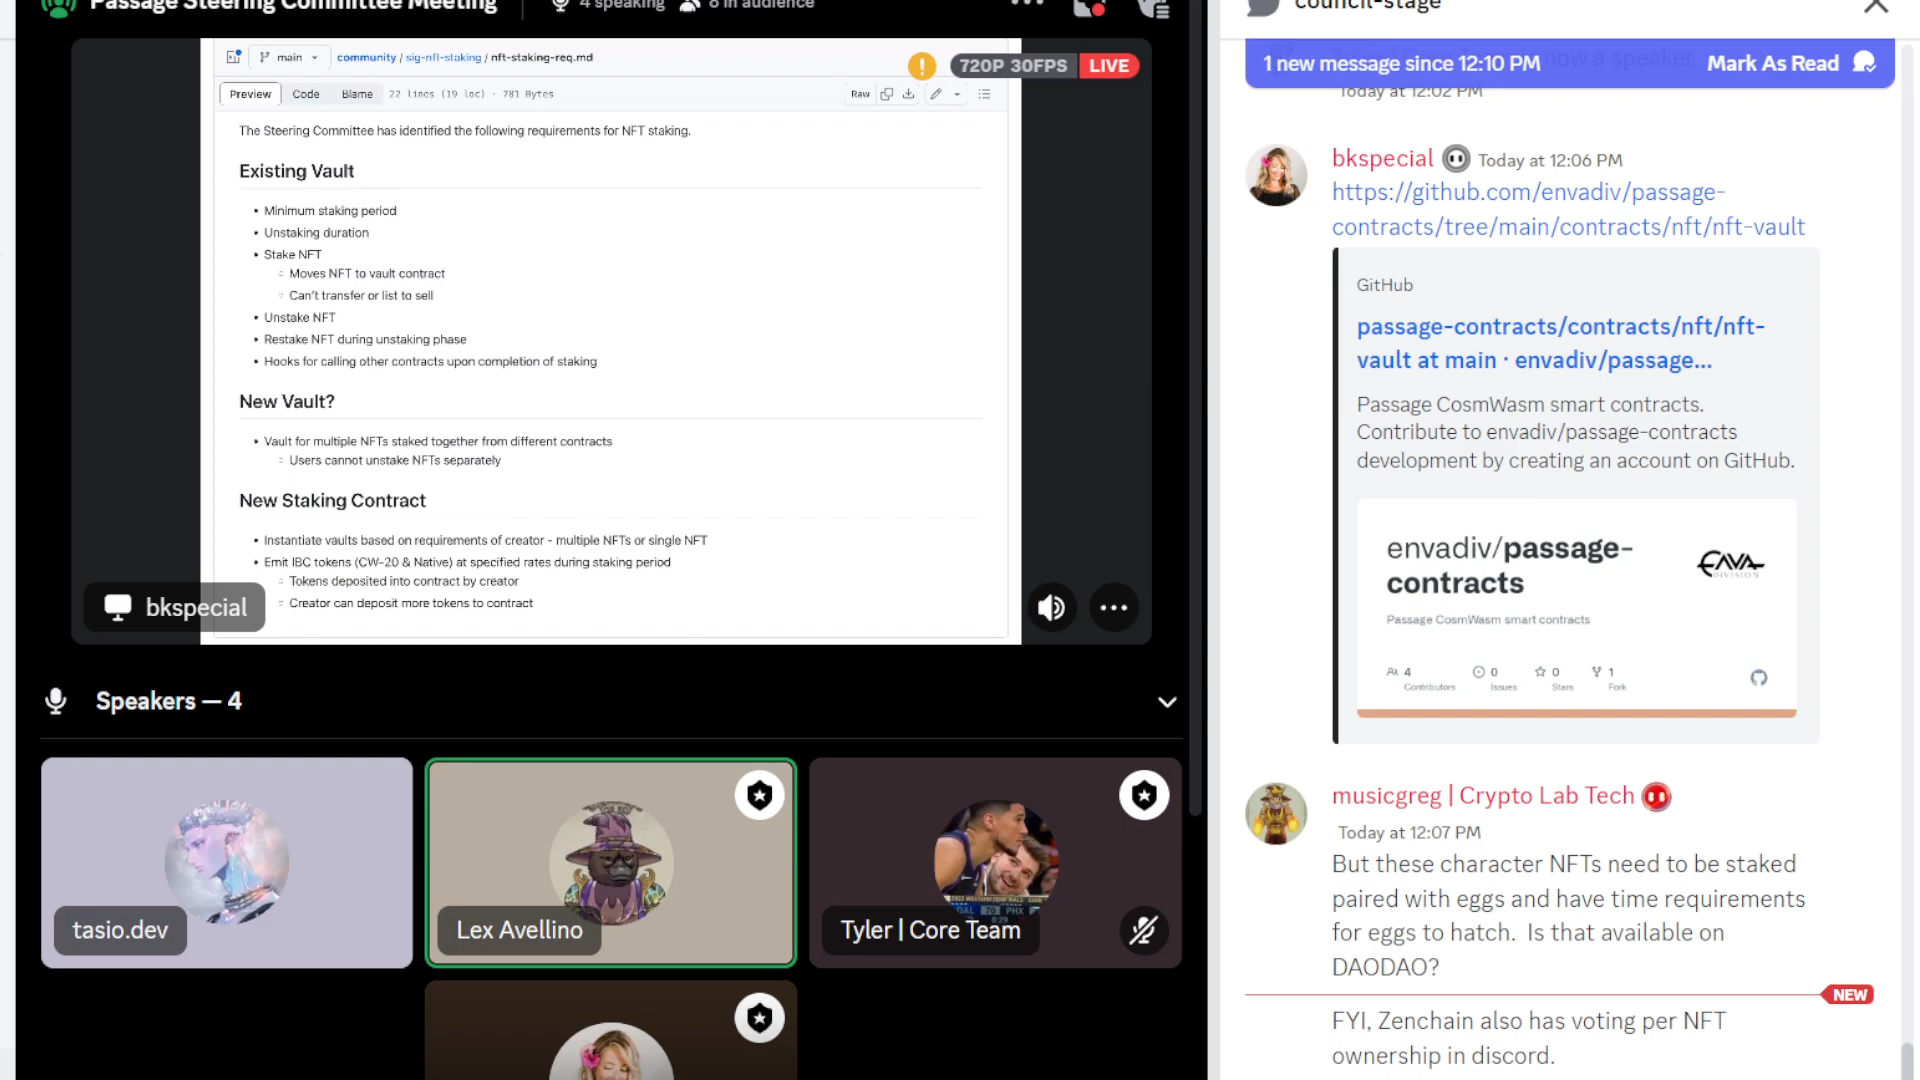 Passage Steering Committee Meeting
4 speaking
8 in audience
main
community / sig-nft-staking / nft-staking-req.md
720P 30FPS
LIVE
Preview
Code
Blame
22 lines (19 loc) · 781 Bytes
Raw
The Steering Committee has identified the following requirements for NFT staking.
Existing Vault
• Minimum staking period
• Unstaking duration
• Stake NFT
Moves NFT to vault contract
Can't transfer or list to sell
• Unstake NFT
• Restake NFT during unstaking phase
• Hooks for calling other contracts upon completion of staking
New Vault?
• Vault for multiple NFTs staked together from different contracts
Users cannot unstake NFTs separately
New Staking Contract
• Instantiate vaults based on requirements of creator - multiple NFTs or single NFT
• Emit IBC tokens (CW-20 & Native) at specified rates during staking period
Tokens deposited into contract by creator
Creator can deposit more tokens to contract
bkspecial
Speakers — 4
tasio.dev
Lex Avellino
Tyler | Core Team
council-stage
1 new message since 12:10 PM
now a speaker.
Mark As Read
Today at 12:02 PM
bkspecial Today at 12:06 PM
https://github.com/envadiv/passage-
contracts/tree/main/contracts/nft/nft-vault
GitHub
passage-contracts/contracts/nft/nft-
vault at main · envadiv/passage...
Passage CosmWasm smart contracts.
Contribute to envadiv/passage-contracts
development by creating an account on GitHub.
envadiv/passage-
contracts
Passage CosmWasm smart contracts
ENVA
DIVISION
4
Contributors
0
Issues
0
Stars
1
Fork
musicgreg | Crypto Lab Tech
Today at 12:07 PM
But these character NFTs need to be staked
paired with eggs and have time requirements
for eggs to hatch. Is that available on
DAODAO?
NEW
FYI, Zenchain also has voting per NFT
ownership in discord.